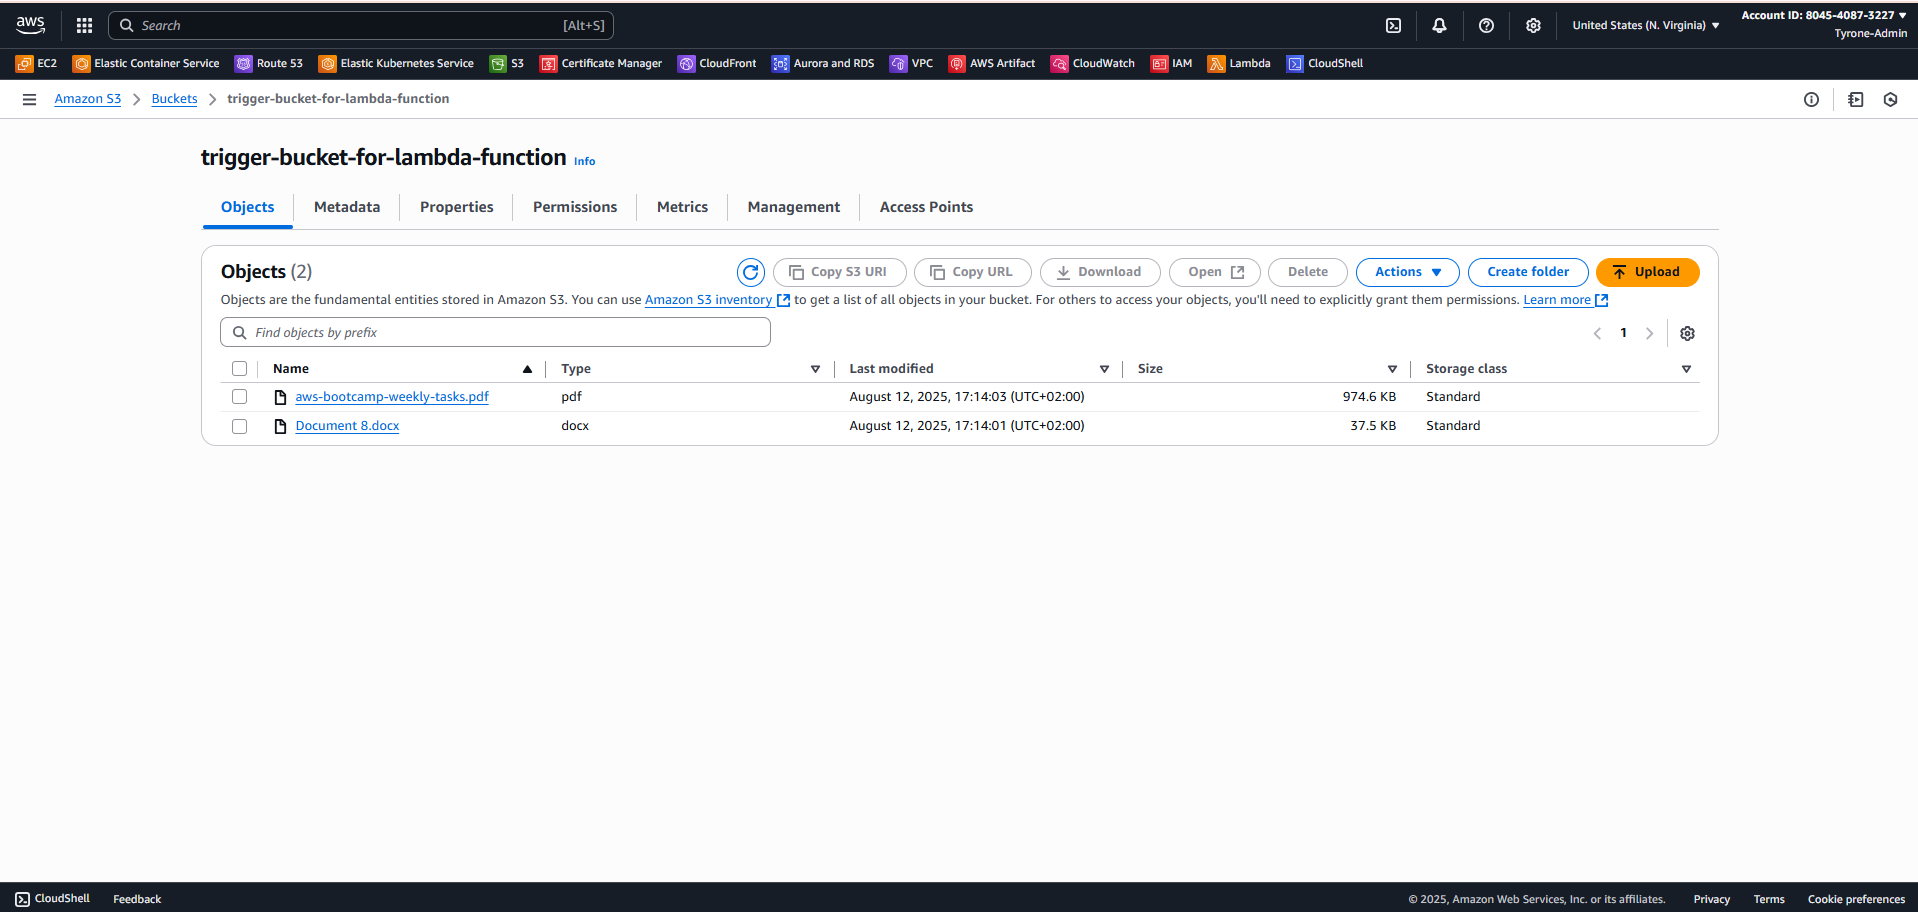 aws Search [Alt+S] United States (N. Virginia) ▼ Account ID: 8045-4087-3227 ▼
Tyrone-Admin
EC2 Elastic Container Service Route 53 Elastic Kubernetes Service S3 Certificate Manager CloudFront Aurora and RDS VPC AWS Artifact CloudWatch IAM Lambda CloudShell
Amazon S3 > Buckets > trigger-bucket-for-lambda-function
trigger-bucket-for-lambda-function Info
Objects Metadata Properties Permissions Metrics Management Access Points
Objects (2) Copy S3 URI Copy URL Download Open Delete Actions ▼ Create folder Upload
Objects are the fundamental entities stored in Amazon S3. You can use Amazon S3 inventory to get a list of all objects in your bucket. For others to access your objects, you'll need to explicitly grant them permissions. Learn more
Find objects by prefix < 1 >
Name ▲ Type Last modified Size Storage class
aws-bootcamp-weekly-tasks.pdf pdf August 12, 2025, 17:14:03 (UTC+02:00) 974.6 KB Standard
Document 8.docx docx August 12, 2025, 17:14:01 (UTC+02:00) 37.5 KB Standard
CloudShell Feedback © 2025, Amazon Web Services, Inc. or its affiliates. Privacy Terms Cookie preferences